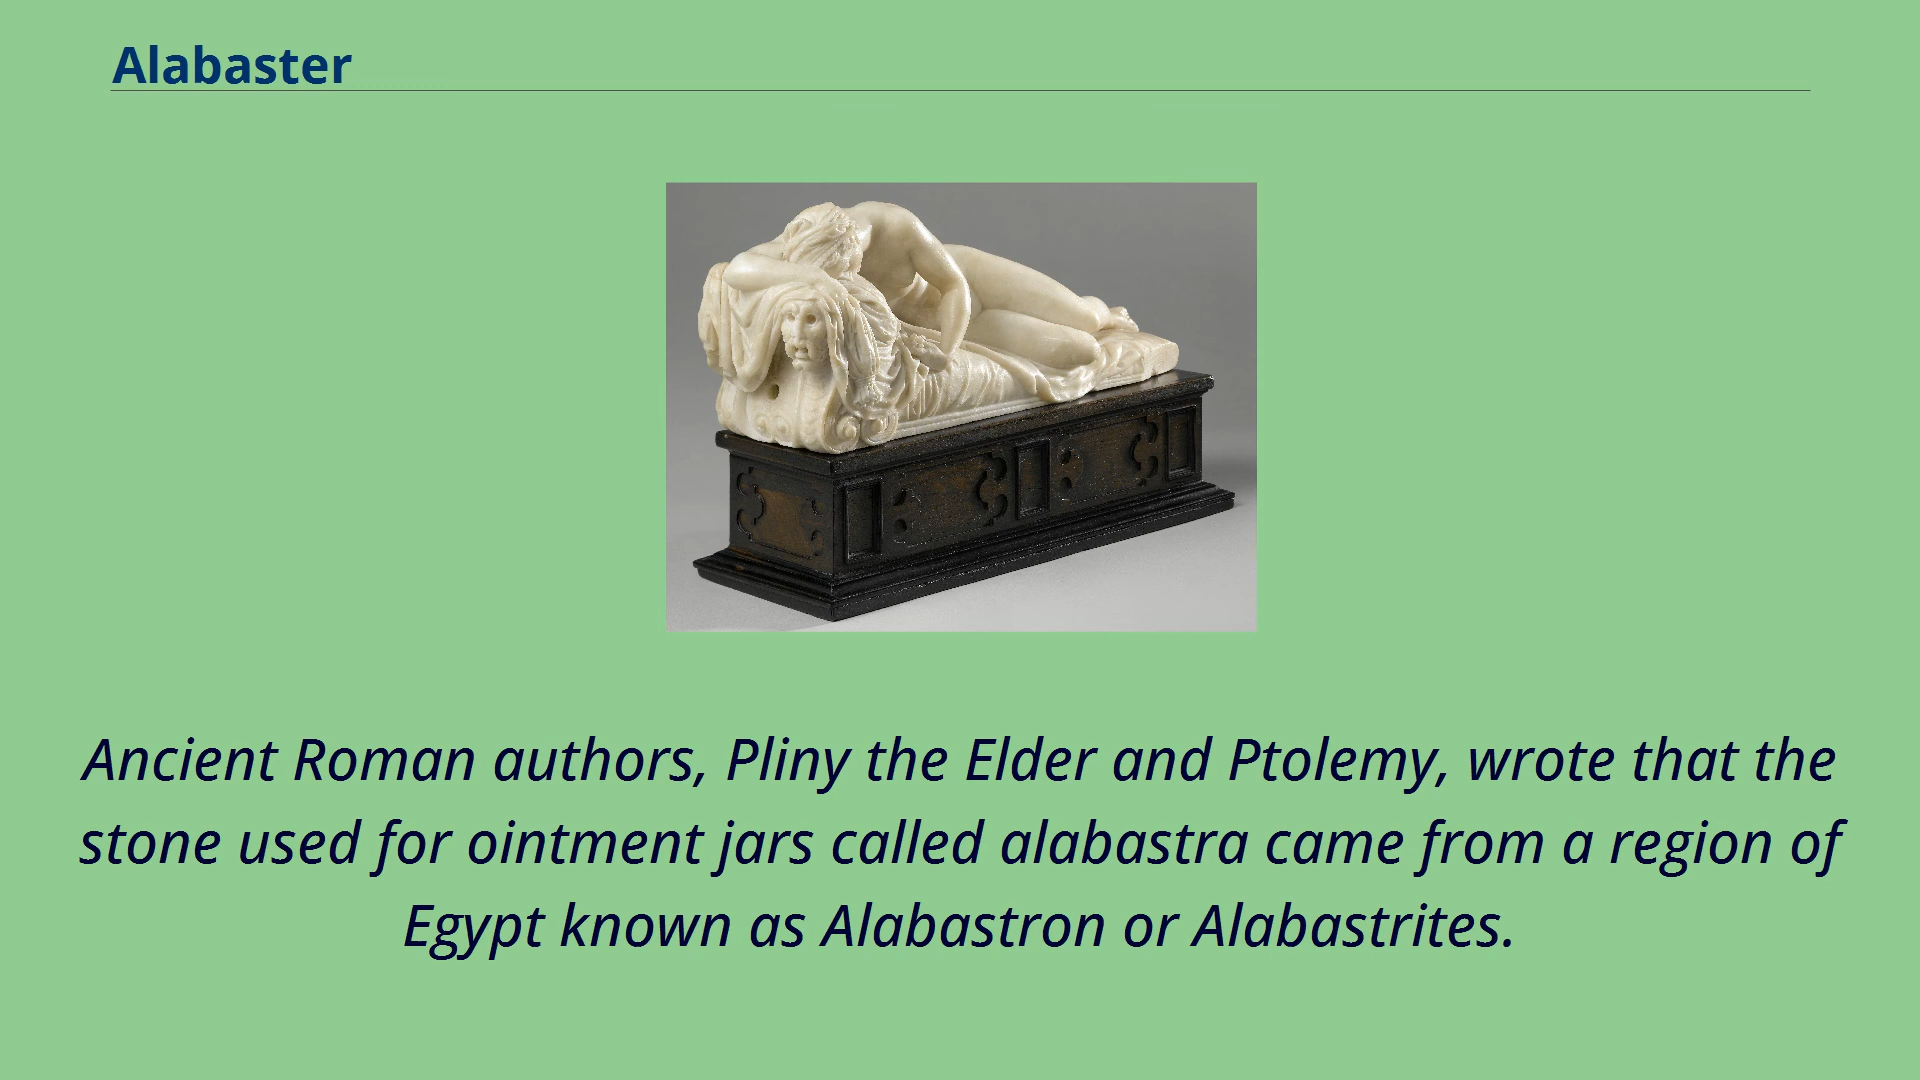 Alabaster
Ancient Roman authors, Pliny the Elder and Ptolemy, wrote that the
stone used for ointment jars called alabastra came from a region of
Egypt known as Alabastron or Alabastrites.